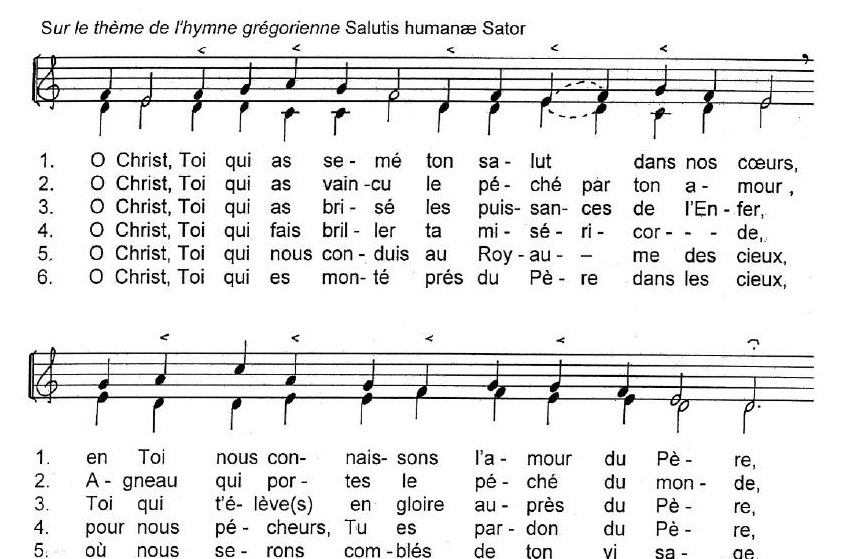 Sur le thème de l'hymne grégorienne Salutis humanæ Sator
1. O Christ, Toi qui as se - mé ton sa - lut dans nos cœurs,
2. O Christ, Toi qui as vain-cu le pé - ché par ton a - mour ,
3. O Christ, Toi qui as bri - sé les puis- san- ces de l'En - fer,
4. O Christ, Toi qui fais bril - ler ta mi - sé - ri - cor - - - de,
5. O Christ, Toi qui nous con - duis au Roy - au - – me des cieux,
6. O Christ, Toi qui es mon- té prés du Pè - re dans les cieux,
1. en Toi nous con- nais- sons l'a - mour du Pè - re,
2. A - gneau qui por - tes le pé - ché du mon - de,
3. Toi qui t'é- lève(s) en gloire au - près du Pè - re,
4. pour nous pé - cheurs, Tu es par - don du Pè - re,
5. où nous se - rons com - blés de ton vi sa - ge,